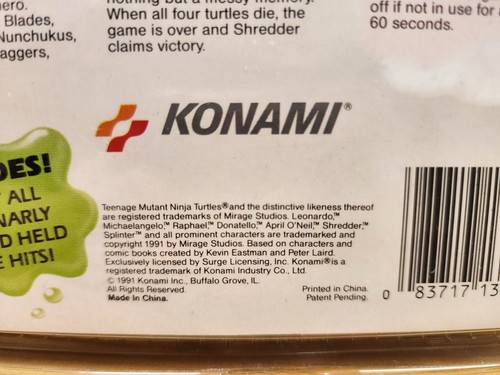 nothing but a messy memory.
When all four turtles die, the
game is over and Shredder
claims victory.
hero.
Blades,
Nunchukus,
Daggers,
off if not in use for
60 seconds.
KONAMI®
DES!
ALL
NARLY
D HELD
E HITS!
Teenage Mutant Ninja Turtles® and the distinctive likeness thereof
are registered trademarks of Mirage Studios. Leonardo,™
Michaelangelo,™ Raphael,™ Donatello,™ April O'Neil,™ Shredder,™
Splinter™ and all prominent characters are trademarked and
copyright 1991 by Mirage Studios. Based on characters and
comic books created by Kevin Eastman and Peter Laird.
Exclusively licensed by Surge Licensing, Inc. Konami® is a
registered trademark of Konami Industry Co., Ltd.
© 1991 Konami Inc., Buffalo Grove, IL.
All Rights Reserved.
Made In China.
Printed in China.
Patent Pending.
0 83717 13